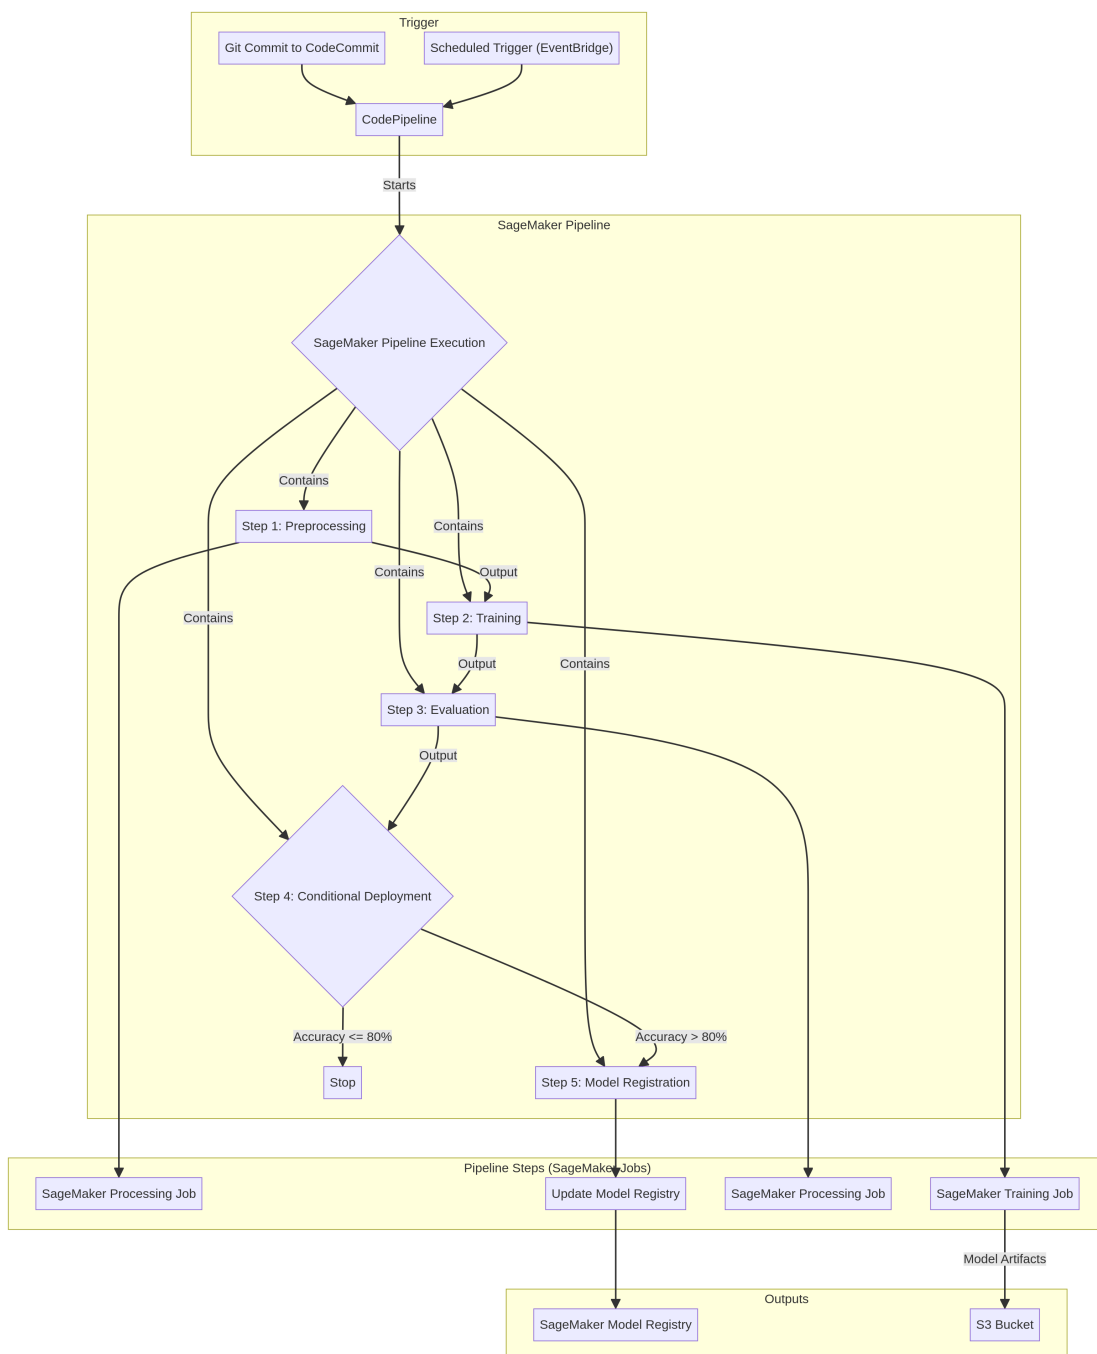 Trigger
Git Commit to CodeCommit
Scheduled Trigger (EventBridge)
CodePipeline
Starts
SageMaker Pipeline
SageMaker Pipeline Execution
Contains
Step 1: Preprocessing
Contains
Contains
Output
Contains
Step 2: Training
Contains
Output
Step 3: Evaluation
Output
Step 4: Conditional Deployment
Accuracy <= 80%
Accuracy > 80%
Stop
Step 5: Model Registration
Pipeline Steps (SageMaker Jobs)
SageMaker Processing Job
Update Model Registry
SageMaker Processing Job
SageMaker Training Job
Model Artifacts
Outputs
SageMaker Model Registry
S3 Bucket